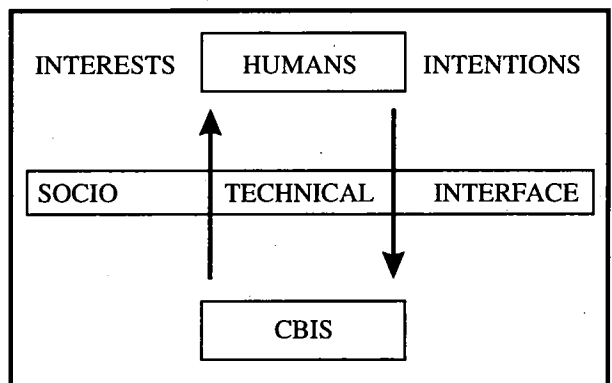 INTERESTS HUMANS INTENTIONS
SOCIO TECHNICAL INTERFACE
CBIS